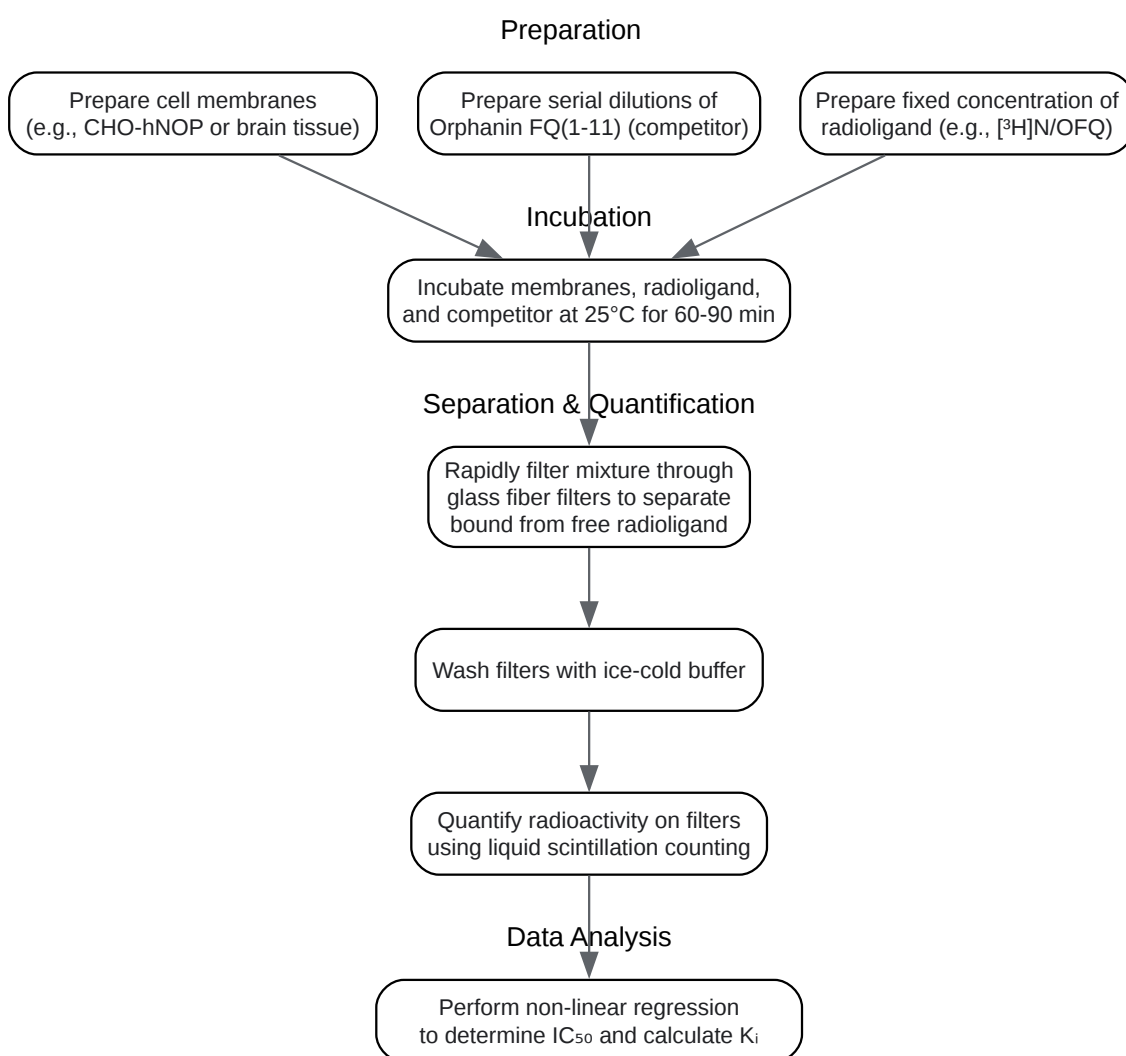 Preparation
Prepare cell membranes
(e.g., CHO-hNOP or brain tissue)
Prepare serial dilutions of
Orphanin FQ(1-11) (competitor)
Prepare fixed concentration of
radioligand (e.g., [³H]N/OFQ)
Incubation
Incubate membranes, radioligand,
and competitor at 25°C for 60-90 min
Separation & Quantification
Rapidly filter mixture through
glass fiber filters to separate
bound from free radioligand
Wash filters with ice-cold buffer
Quantify radioactivity on filters
using liquid scintillation counting
Data Analysis
Perform non-linear regression
to determine IC₅₀ and calculate Kᵢ